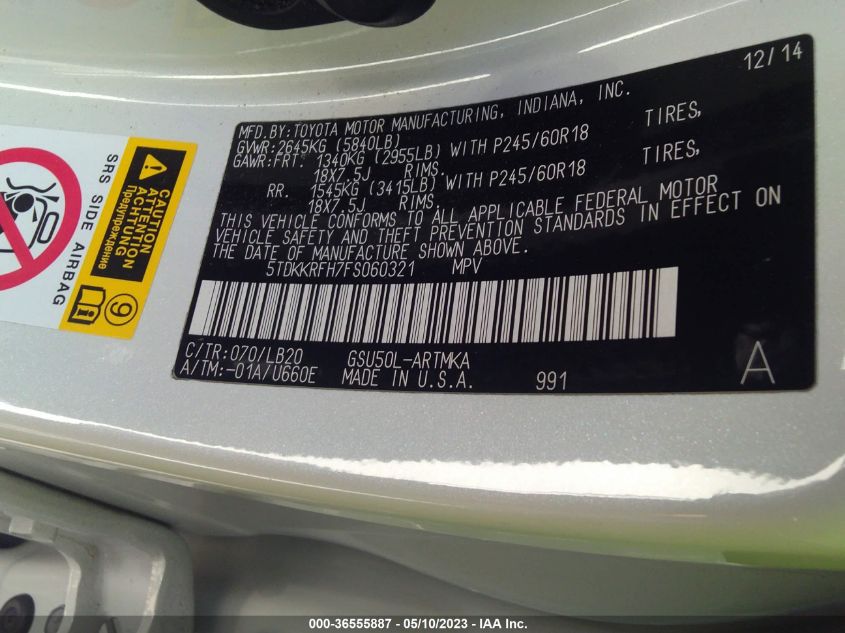 12/14
MFD. BY:TOYOTA MOTOR MANUFACTURING, INDIANA, INC.
GVWR:2645KG (5840LB)
GAWR:FRT. 1340KG (2955LB) WITH P245/60R18 TIRES,
18X7.5J RIMS.
RR. 1545KG (3415LB) WITH P245/60R18 TIRES,
18X7.5J RIMS.
THIS VEHICLE CONFORMS TO ALL APPLICABLE FEDERAL MOTOR
VEHICLE SAFETY AND THEFT PREVENTION STANDARDS IN EFFECT ON
THE DATE OF MANUFACTURE SHOWN ABOVE.
5TDKKRFH7FS060321 MPV
C/TR:070/LB20 GSU50L-ARTMKA
A/TM:-01A/U660E MADE IN U.S.A. 991 A
SRS SIDE AIRBAG
CAUTION
ATTENTION
ACHTUNG
Предупреждение
9
000-36555887 - 05/10/2023 - IAA Inc.